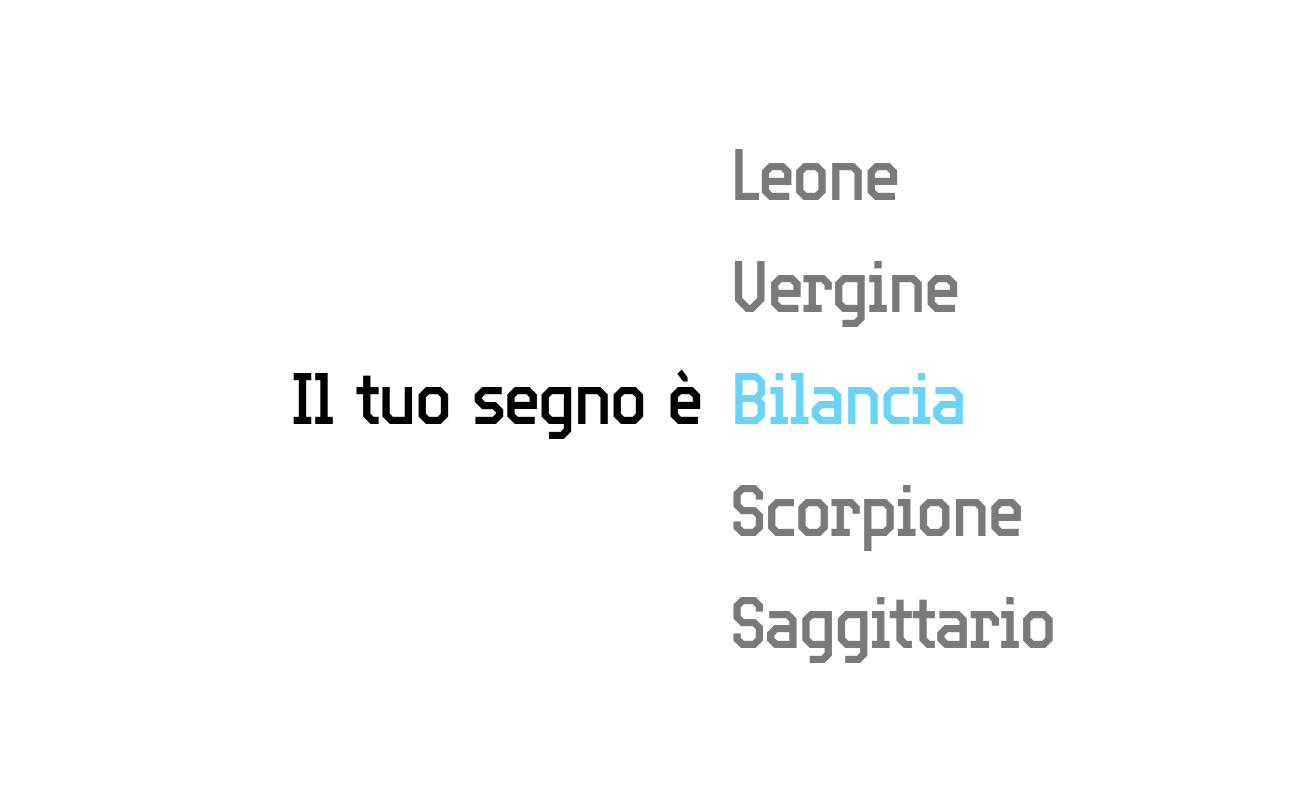 Leone
Vergine
Il tuo segno è Bilancia
Scorpione
Saggittario